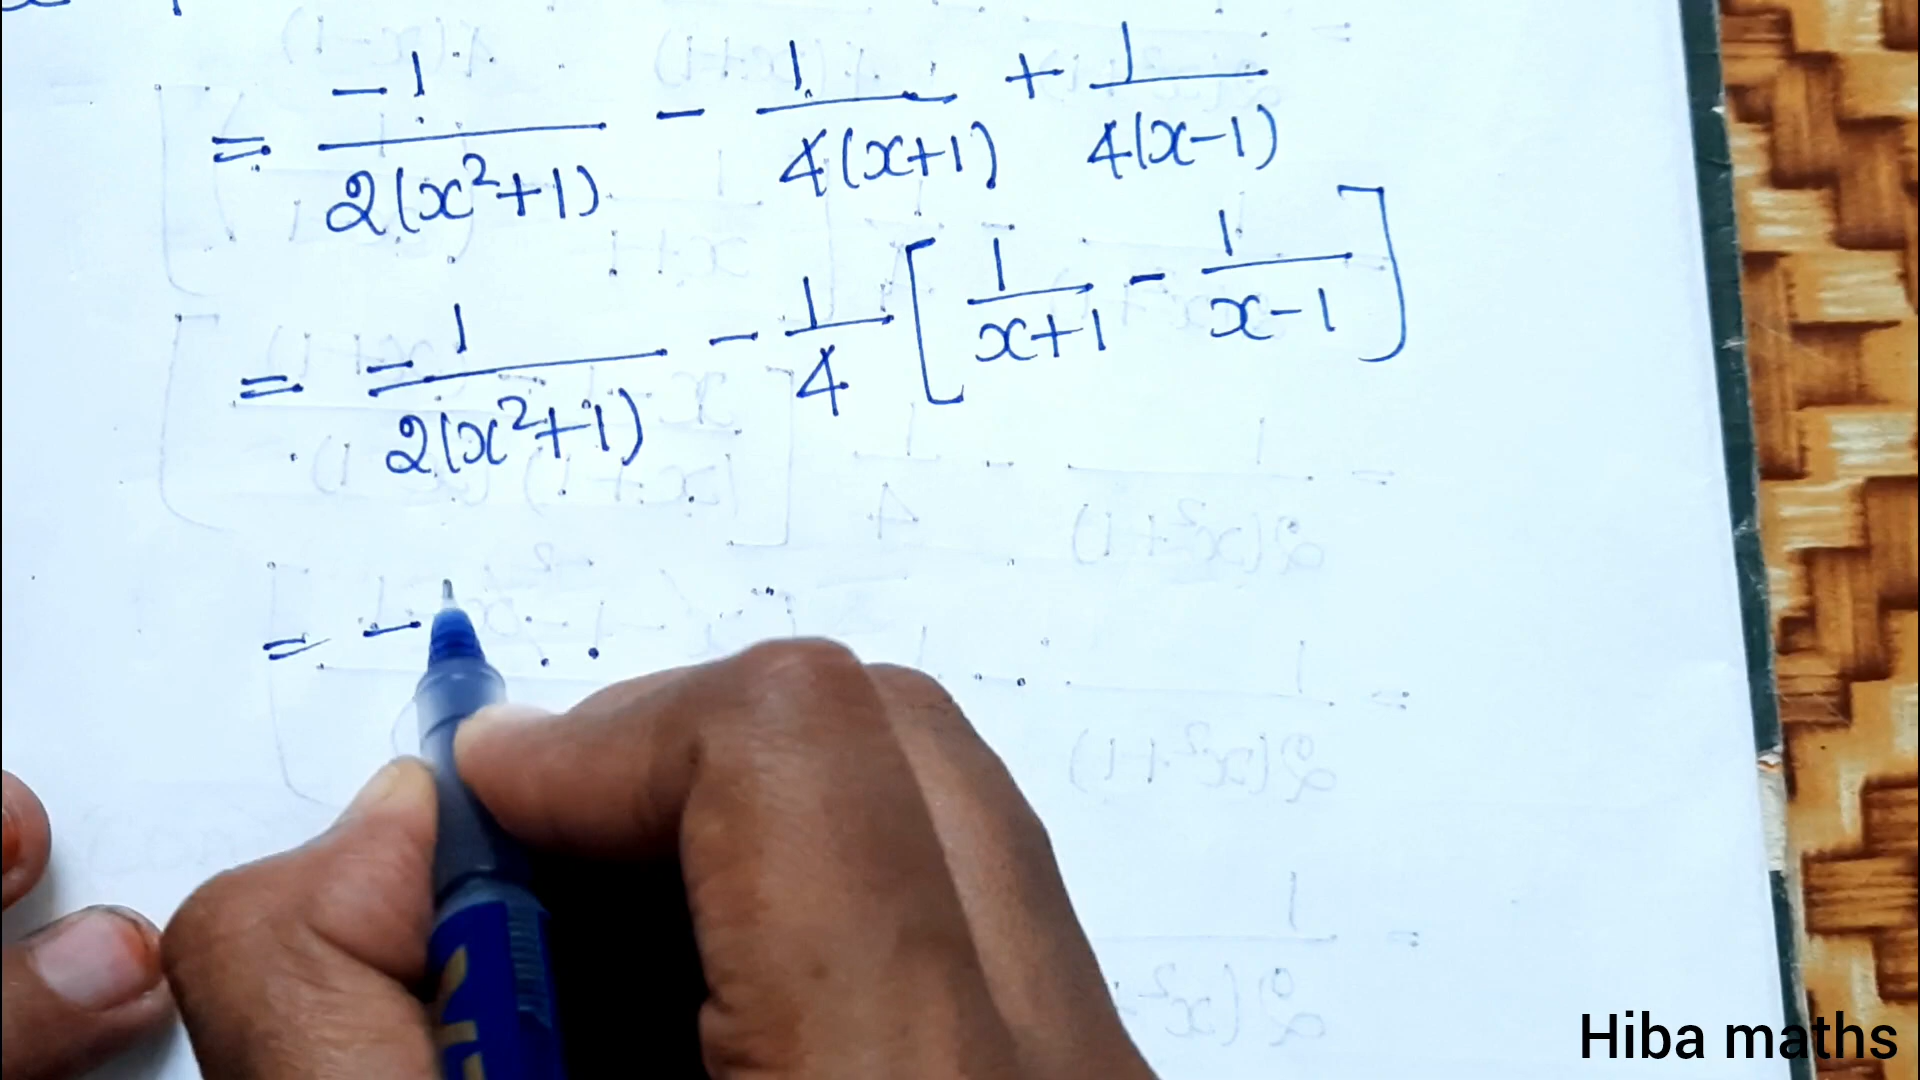 = -1/2(x²+1) - 1/4(x+1) + 1/4(x-1)
= -1/2(x²+1) - 1/4 [1/x+1 - 1/x-1]
= -
Hiba maths